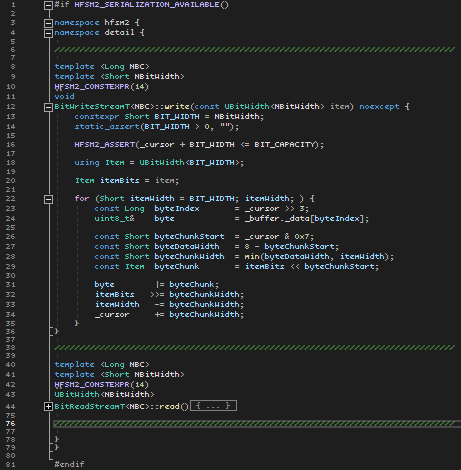 1 #if HFSM2_SERIALIZATION_AVAILABLE()
2
3 namespace hfsm2 {
4 namespace detail {
5
6 ////////////////////////////////////////////////////////////////////////////////
7
8 template <Long NBC>
9 template <Short NBitWidth>
10 HFSM2_CONSTEXPR(14)
11 void
12 BitWriteStreamT<NBC>::write(const UBitWidth<NBitWidth> item) noexcept {
13 constexpr Short BIT_WIDTH = NBitWidth;
14 static_assert(BIT_WIDTH > 0, "");
15
16 HFSM2_ASSERT(_cursor + BIT_WIDTH <= BIT_CAPACITY);
17
18 using Item = UBitWidth<BIT_WIDTH>;
19
20 Item itemBits = item;
21
22 for (Short itemWidth = BIT_WIDTH; itemWidth; ) {
23 const Long byteIndex = _cursor >> 3;
24 uint8_t& byte = _buffer._data[byteIndex];
25
26 const Short byteChunkStart = _cursor & 0x7;
27 const Short byteDataWidth = 8 - byteChunkStart;
28 const Short byteChunkWidth = min(byteDataWidth, itemWidth);
29 const Item byteChunk = itemBits << byteChunkStart;
30
31 byte |= byteChunk;
32 itemBits >>= byteChunkWidth;
33 itemWidth -= byteChunkWidth;
34 _cursor += byteChunkWidth;
35 }
36 }
37
38 ////////////////////////////////////////////////////////////////////////////////
39
40 template <Long NBC>
41 template <Short NBitWidth>
42 HFSM2_CONSTEXPR(14)
43 UBitWidth<NBitWidth>
44 BitReadStreamT<NBC>::read() { ... }
75
76 ////////////////////////////////////////////////////////////////////////////////
77
78 }
79 }
80
81 #endif